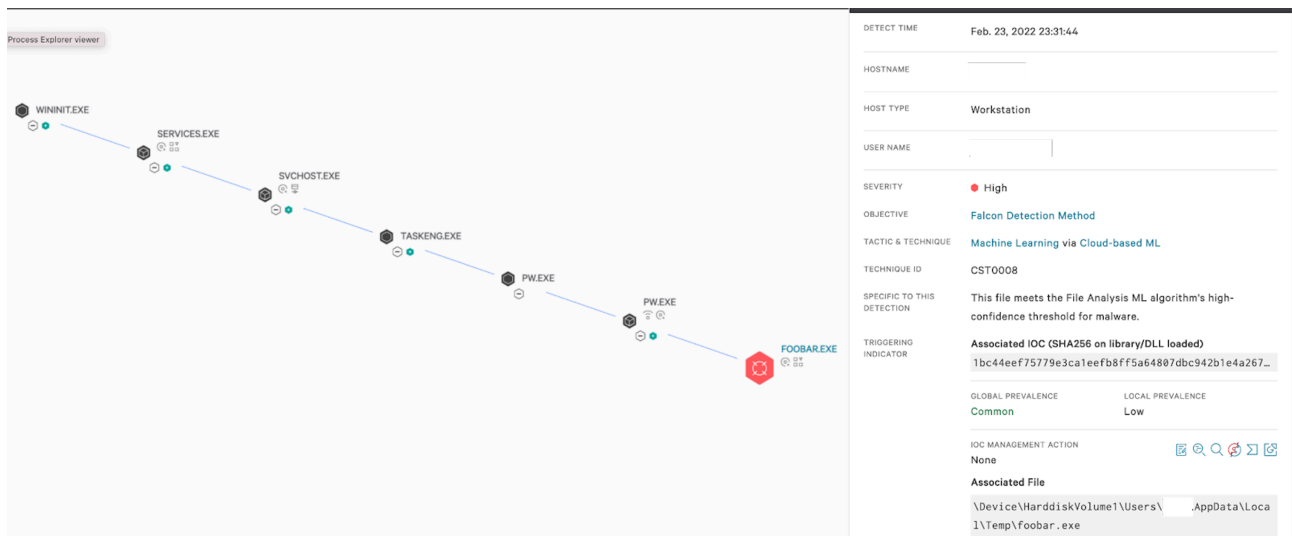 Process Explorer viewer
WININIT.EXE
SERVICES.EXE
SVCHOST.EXE
TASKENG.EXE
PW.EXE
PW.EXE
FOOBAR.EXE
DETECT TIME
Feb. 23, 2022 23:31:44
HOSTNAME
HOST TYPE
Workstation
USER NAME
SEVERITY
High
OBJECTIVE
Falcon Detection Method
TACTIC & TECHNIQUE
Machine Learning via Cloud-based ML
TECHNIQUE ID
CST0008
SPECIFIC TO THIS
DETECTION
This file meets the File Analysis ML algorithm's high-
confidence threshold for malware.
TRIGGERING
INDICATOR
Associated IOC (SHA256 on library/DLL loaded)
1bc44eef75779e3ca1eefb8ff5a64807dbc942b1e4a267…
GLOBAL PREVALENCE LOCAL PREVALENCE
Common Low
IOC MANAGEMENT ACTION
None
Associated File
\Device\HarddiskVolume1\Users\ .AppData\Loca
l\Temp\foobar.exe